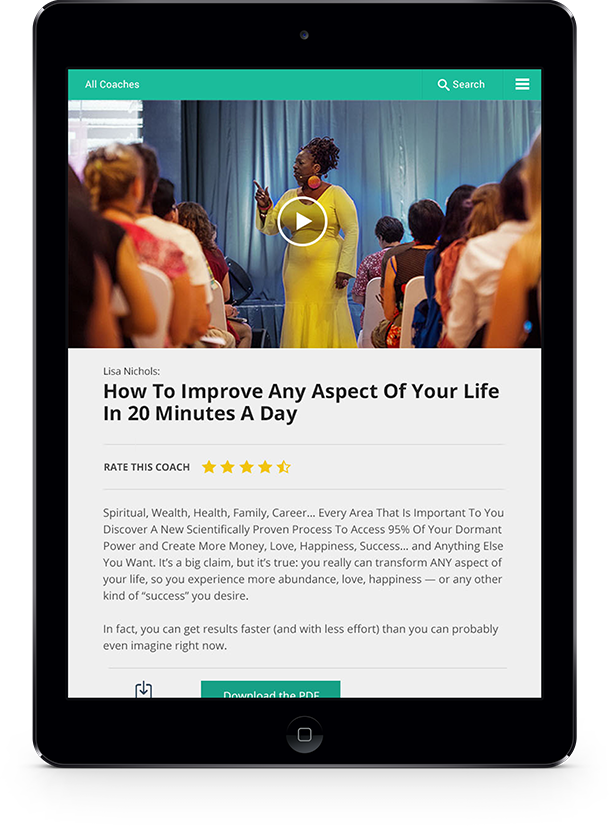 All Coaches
Search
Lisa Nichols:
How To Improve Any Aspect Of Your Life
In 20 Minutes A Day
RATE THIS COACH
Spiritual, Wealth, Health, Family, Career... Every Area That Is Important To You
Discover A New Scientifically Proven Process To Access 95% Of Your Dormant
Power and Create More Money, Love, Happiness, Success... and Anything Else
You Want. It’s a big claim, but it’s true: you really can transform ANY aspect of
your life, so you experience more abundance, love, happiness — or any other
kind of “success” you desire.
In fact, you can get results faster (and with less effort) than you can probably
even imagine right now.
Download the PDF